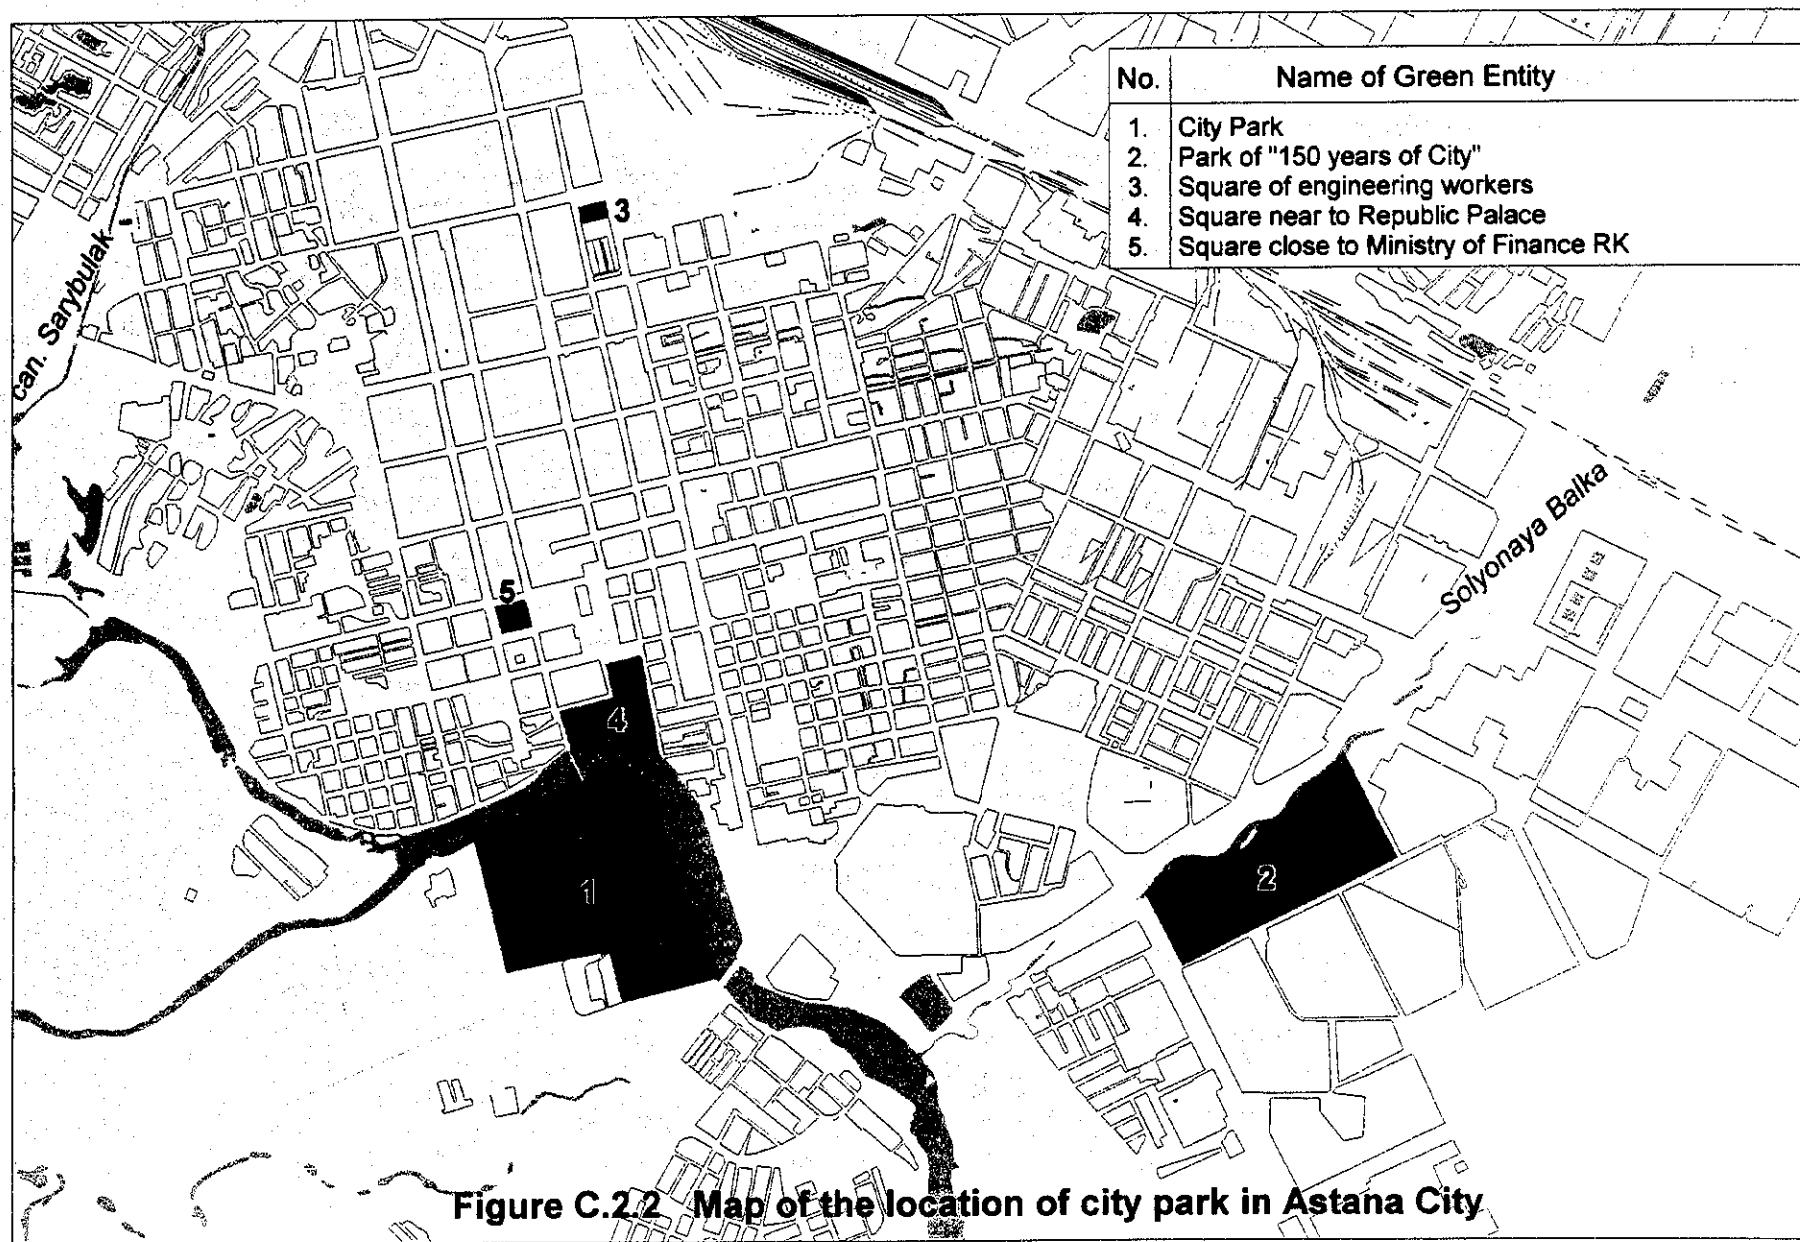 No. Name of Green Entity
1. City Park
2. Park of "150 years of City"
3. Square of engineering workers
4. Square near to Republic Palace
5. Square close to Ministry of Finance RK
3
can. Sarybulak
Solyonaya Balka
5
4
1
2
Figure C.2.2 Map of the location of city park in Astana City